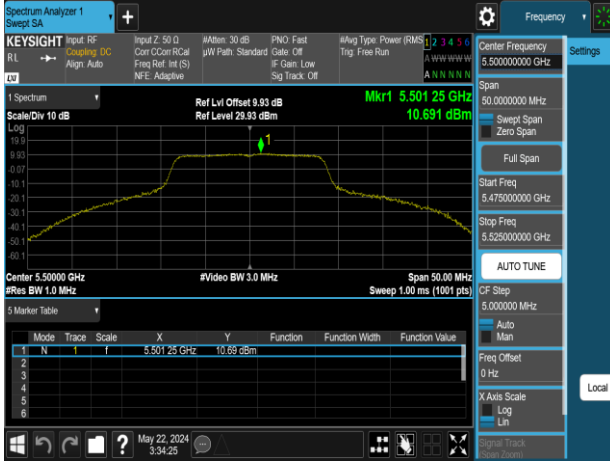 Spectrum Analyzer 1
Swept SA
+
Frequency
KEYSIGHT
Input: RF
Coupling: DC
Align: Auto
Input Z: 50 Ω
Corr CCorr RCal
Freq Ref: Int (S)
NFE: Adaptive
#Atten: 30 dB
µW Path: Standard
PNO: Fast
Gate: Off
IF Gain: Low
Sig Track: Off
#Avg Type: Power (RMS
Trig: Free Run
1 2 3 4 5 6
A W W W W W
A N N N N N
RL
LXI
1 Spectrum
Scale/Div 10 dB
Ref Lvl Offset 9.93 dB
Ref Level 29.93 dBm
Mkr1 5.501 25 GHz
10.691 dBm
Log
19.9
9.93
-0.07
-10.1
-20.1
-30.1
-40.1
-50.1
-60.1
1
Center 5.50000 GHz
#Res BW 1.0 MHz
#Video BW 3.0 MHz
Span 50.00 MHz
Sweep 1.00 ms (1001 pts)
5 Marker Table
Mode Trace Scale X Y Function Function Width Function Value
1 N 1 f 5.501 25 GHz 10.69 dBm
2
3
4
5
6
May 22, 2024
3:34:25
?
Center Frequency
5.500000000 GHz
Settings
Span
50.0000000 MHz
Swept Span
Zero Span
Full Span
Start Freq
5.475000000 GHz
Stop Freq
5.525000000 GHz
AUTO TUNE
CF Step
5.000000 MHz
Auto
Man
Freq Offset
0 Hz
X Axis Scale
Log
Lin
Local
Signal Track
(Span Zoom)